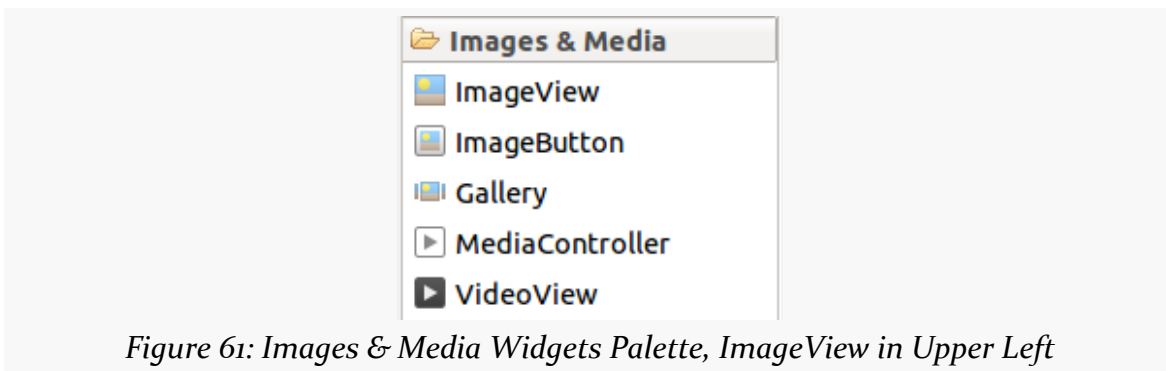 Images & Media
ImageView
ImageButton
Gallery
MediaController
VideoView
Figure 61: Images & Media Widgets Palette, ImageView in Upper Left